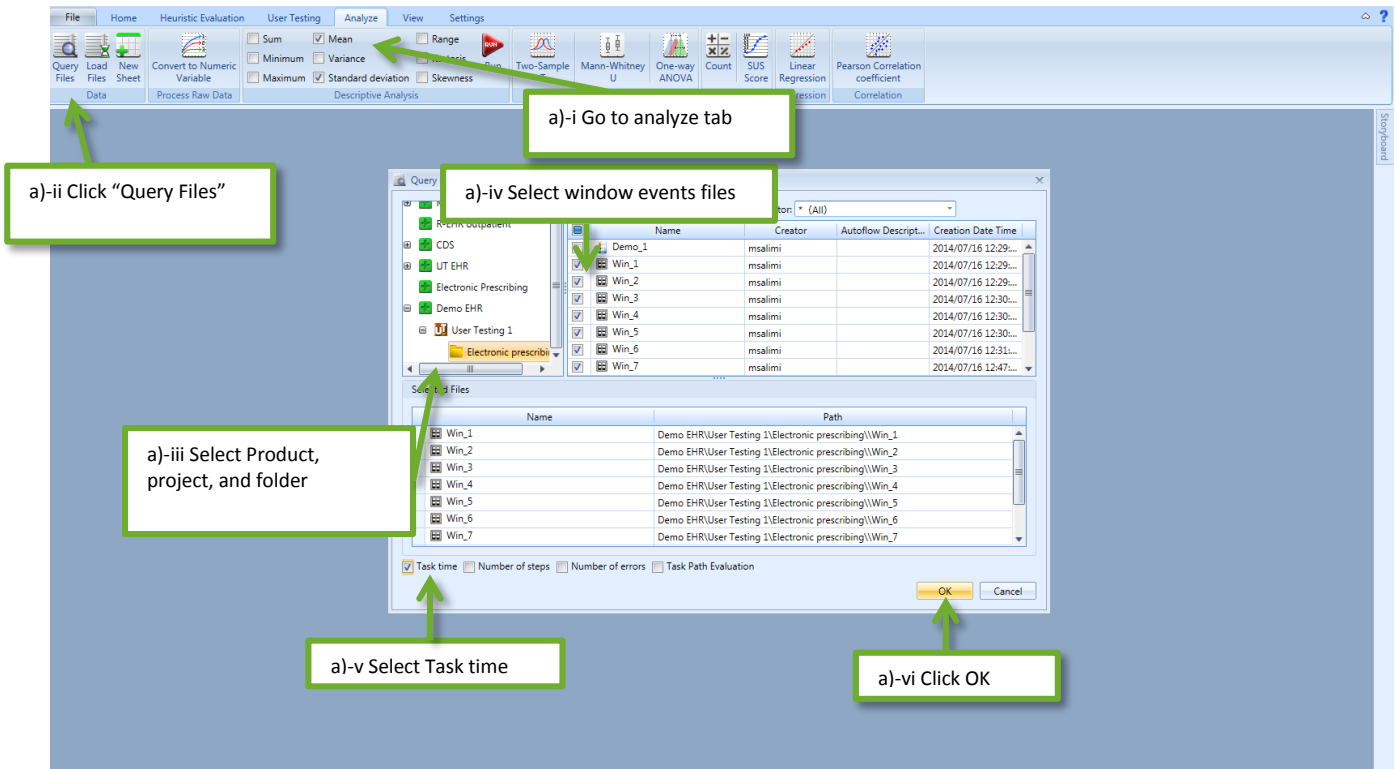 File Home Heuristic Evaluation User Testing Analyze View Settings
Sum Mean Range
Minimum Variance
Maximum Standard deviation Skewness
Query Files
Load Files
New Sheet
Convert to Numeric Variable
Two-Sample
Mann-Whitney U
One-way ANOVA
Count
SUS Score
Linear Regression
Pearson Correlation coefficient
Data Process Raw Data Descriptive Analysis Correlation
Storyboard
a)-i Go to analyze tab
a)-ii Click “Query Files”
Query
a)-iv Select window events files
* (All)
R-EHR outpatient
CDS
UT EHR
Electronic Prescribing
Demo EHR
User Testing 1
Electronic prescribi
Name Creator Autoflow Descript... Creation Date Time
Demo_1 msalimi 2014/07/16 12:29:...
Win_1 msalimi 2014/07/16 12:29:...
Win_2 msalimi 2014/07/16 12:29:...
Win_3 msalimi 2014/07/16 12:30:...
Win_4 msalimi 2014/07/16 12:30:...
Win_5 msalimi 2014/07/16 12:30:...
Win_6 msalimi 2014/07/16 12:31:...
Win_7 msalimi 2014/07/16 12:47:...
Files
Name Path
Win_1 Demo EHR\User Testing 1\Electronic prescribing\\Win_1
Win_2 Demo EHR\User Testing 1\Electronic prescribing\\Win_2
Win_3 Demo EHR\User Testing 1\Electronic prescribing\\Win_3
Win_4 Demo EHR\User Testing 1\Electronic prescribing\\Win_4
Win_5 Demo EHR\User Testing 1\Electronic prescribing\\Win_5
Win_6 Demo EHR\User Testing 1\Electronic prescribing\\Win_6
Win_7 Demo EHR\User Testing 1\Electronic prescribing\\Win_7
a)-iii Select Product,
project, and folder
Task time Number of steps Number of errors Task Path Evaluation
OK Cancel
a)-v Select Task time
a)-vi Click OK